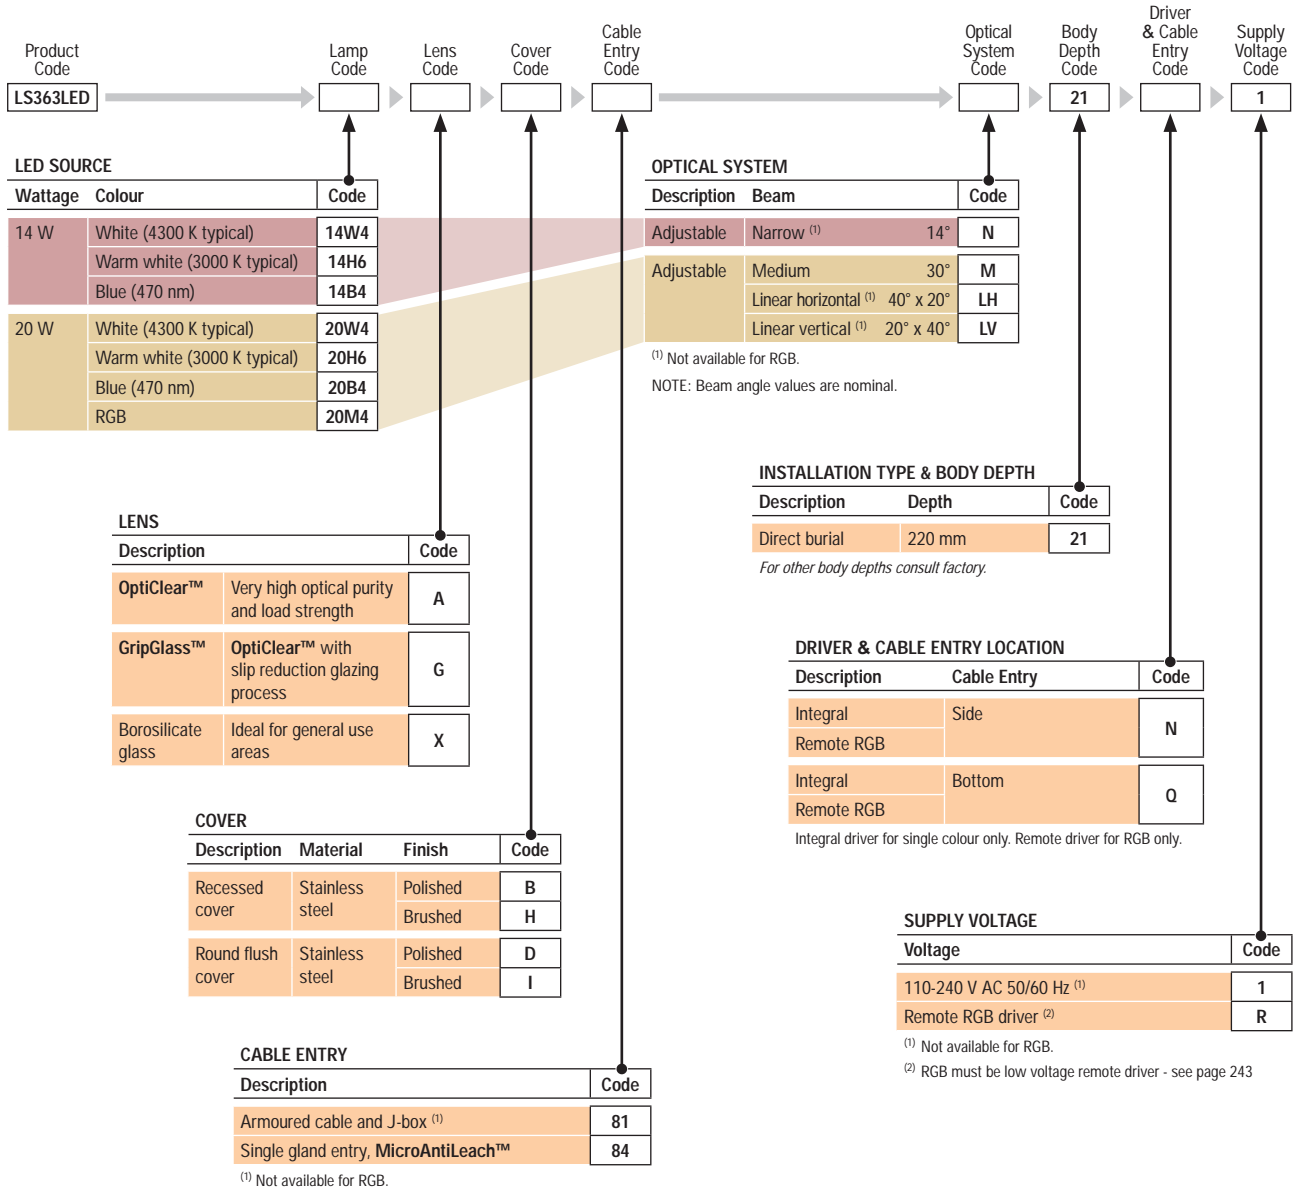 Product Code
Lamp Code
Lens Code
Cover Code
Cable Entry Code
Optical System Code
Body Depth Code
Driver & Cable Entry Code
Supply Voltage Code
LS363LED
21
1
LED SOURCE
Wattage Colour Code
14 W White (4300 K typical) 14W4
Warm white (3000 K typical) 14H6
Blue (470 nm) 14B4
20 W White (4300 K typical) 20W4
Warm white (3000 K typical) 20H6
Blue (470 nm) 20B4
RGB 20M4
OPTICAL SYSTEM
Description Beam Code
Adjustable Narrow (1) 14° N
Adjustable Medium 30° M
Linear horizontal (1) 40° x 20° LH
Linear vertical (1) 20° x 40° LV
(1) Not available for RGB.
NOTE: Beam angle values are nominal.
INSTALLATION TYPE & BODY DEPTH
Description Depth Code
Direct burial 220 mm 21
For other body depths consult factory.
LENS
Description Code
OptiClear™ Very high optical purity
and load strength A
GripGlass™ OptiClear™ with
slip reduction glazing G
process
Borosilicate Ideal for general use
glass areas X
DRIVER & CABLE ENTRY LOCATION
Description Cable Entry Code
Integral Side N
Remote RGB
Integral Bottom Q
Remote RGB
Integral driver for single colour only. Remote driver for RGB only.
COVER
Description Material Finish Code
Recessed Stainless Polished B
cover steel Brushed H
Round flush Stainless Polished D
cover steel Brushed I
SUPPLY VOLTAGE
Voltage Code
110-240 V AC 50/60 Hz (1) 1
Remote RGB driver (2) R
(1) Not available for RGB.
(2) RGB must be low voltage remote driver - see page 243
CABLE ENTRY
Description Code
Armoured cable and J-box (1) 81
Single gland entry, MicroAntiLeach™ 84
(1) Not available for RGB.